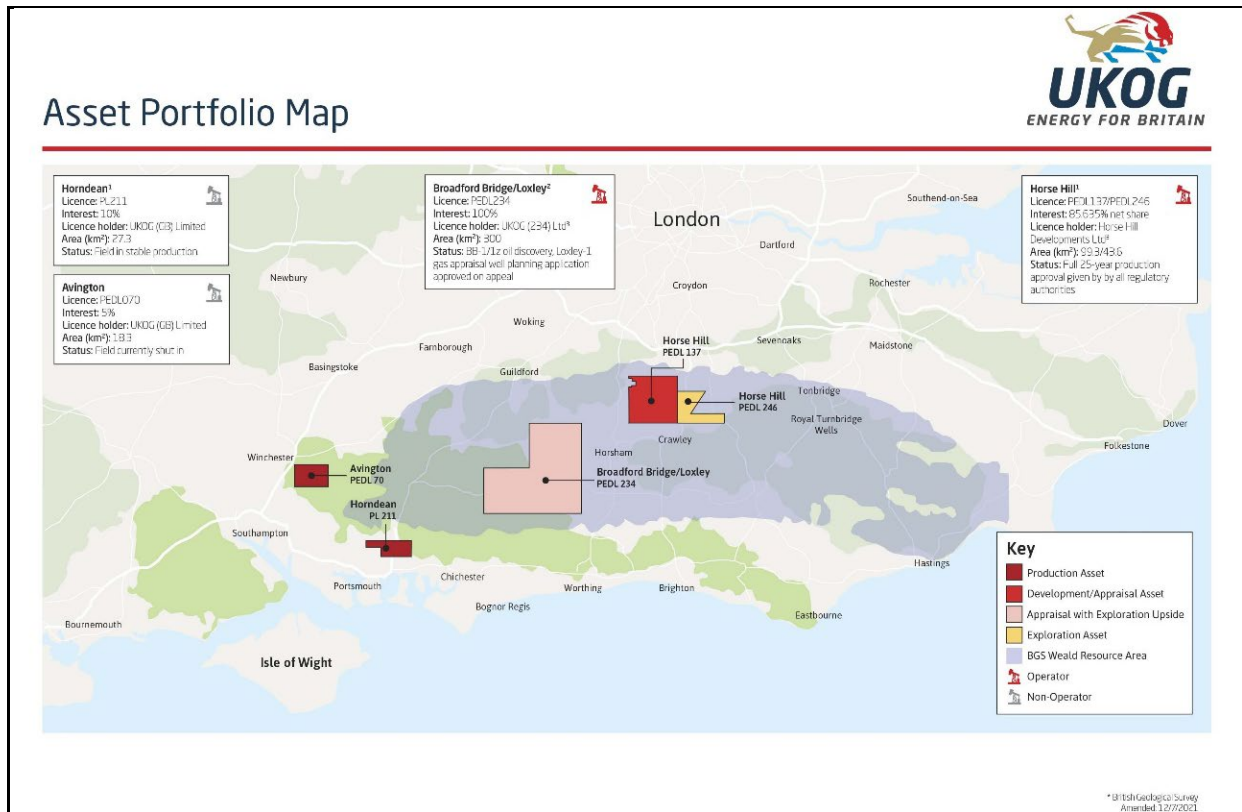 UKOG
ENERGY FOR BRITAIN
Asset Portfolio Map
Horndean¹
Licence: PL211
Interest: 10%
Licence holder: UKOG (GB) Limited
Area (km²): 27.3
Status: Field in stable production
Avington
Licence: PEDL070
Interest: 5%
Licence holder: UKOG (GB) Limited
Area (km²): 18.3
Status: Field currently shut in
Broadford Bridge/Loxley²
Licence: PEDL234
Interest: 100%
Licence holder: UKOG (234) Ltd
Area (km²): 300
Status: BB-1/1z oil discovery, Loxley-1
gas appraisal well planning application
approved on appeal
Horse Hill¹
Licence: PEDL137/PEDL246
Interest: 85.635% net share
Licence holder: Horse Hill
Developments Ltd
Area (km²): 99.3/43.6
Status: Full 25-year production
approval given by by all regulatory
authorities
London
Southend-on-Sea
Dartford
Newbury
Croydon
Rochester
Woking
Farnborough
Horse Hill
PEDL 137
Sevenoaks
Maidstone
Basingstoke
Guildford
Tonbridge
Horse Hill
PEDL 246
Royal Turnbridge
Wells
Dover
Crawley
Folkestone
Winchester
Horsham
Avington
PEDL 70
Broadford Bridge/Loxley
PEDL 234
Horndean
PL 211
Southampton
Hastings
Portsmouth
Chichester
Worthing
Brighton
Bognor Regis
Eastbourne
Bournemouth
Isle of Wight
Key
Production Asset
Development/Appraisal Asset
Appraisal with Exploration Upside
Exploration Asset
BGS Weald Resource Area
Operator
Non-Operator
* British Geological Survey
Amended: 12/7/2021